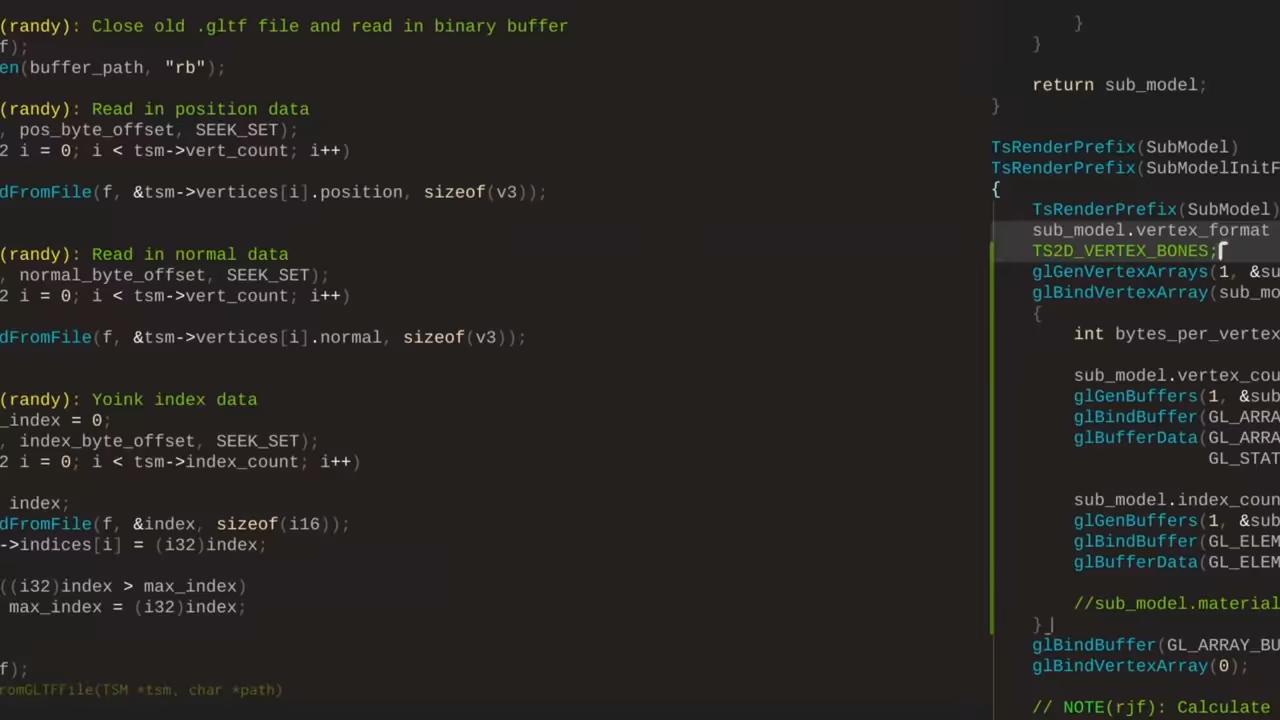 (randy): Close old .gltf file and read in binary buffer
f);
en(buffer_path, "rb");
(randy): Read in position data
, pos_byte_offset, SEEK_SET);
2 i = 0; i < tsm->vert_count; i++)
dFromFile(f, &tsm->vertices[i].position, sizeof(v3));
(randy): Read in normal data
, normal_byte_offset, SEEK_SET);
2 i = 0; i < tsm->vert_count; i++)
dFromFile(f, &tsm->vertices[i].normal, sizeof(v3));
(randy): Yoink index data
_index = 0;
, index_byte_offset, SEEK_SET);
2 i = 0; i < tsm->index_count; i++)
index;
dFromFile(f, &index, sizeof(i16));
->indices[i] = (i32)index;
((i32)index > max_index)
max_index = (i32)index;
f);
romGLTFFile(TSM *tsm, char *path)
}
}
return sub_model;
}
TsRenderPrefix(SubModel)
TsRenderPrefix(SubModelInitF
{
TsRenderPrefix(SubModel)
sub_model.vertex_format
TS2D_VERTEX_BONES;
glGenVertexArrays(1, &su
glBindVertexArray(sub_mo
{
int bytes_per_vertex
sub_model.vertex_cou
glGenBuffers(1, &sub
glBindBuffer(GL_ARRA
glBufferData(GL_ARRA
GL_STAT
sub_model.index_coun
glGenBuffers(1, &sub
glBindBuffer(GL_ELEM
glBufferData(GL_ELEM
//sub_model.material
}
glBindBuffer(GL_ARRAY_BU
glBindVertexArray(0);
// NOTE(rjf): Calculate